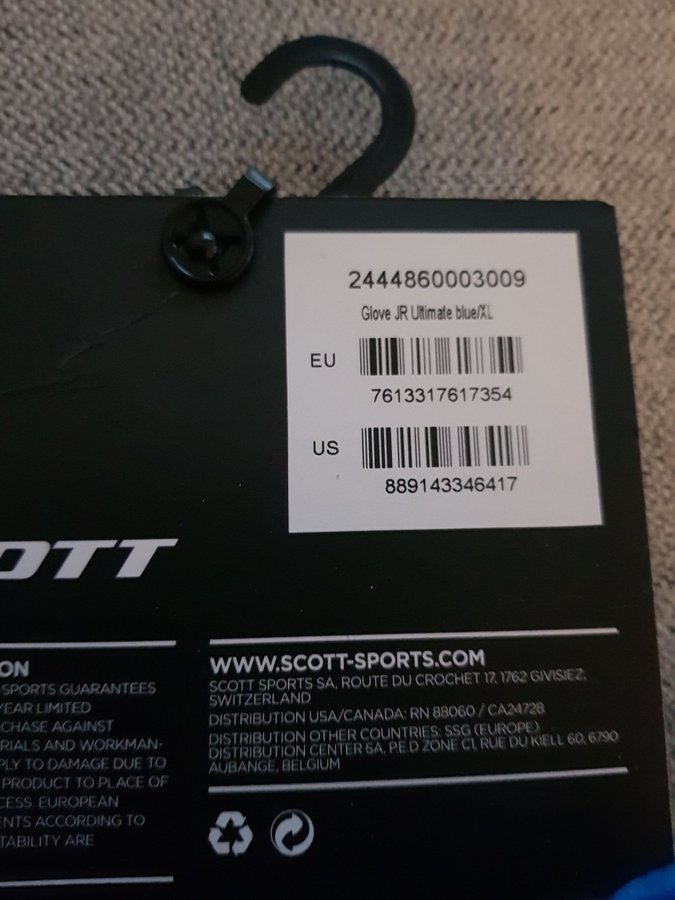 2444860003009
Glove JR Ultimate blue/XL
EU
7613317617354
US
889143346417
OTT
ON
SPORTS GUARANTEES
YEAR LIMITED
CHASE AGAINST
RIALS AND WORKMAN-
PLY TO DAMAGE DUE TO
PRODUCT TO PLACE OF
CESS EUROPEAN
ENTS ACCORDING TO
TABILITY ARE
WWW.SCOTT-SPORTS.COM
SCOTT SPORTS SA, ROUTE DU CROCHET 17, 1762 GIVISIEZ,
SWITZERLAND
DISTRIBUTION USA/CANADA: RN 88060 / CA24728
DISTRIBUTION OTHER COUNTRIES: SSG (EUROPE)
DISTRIBUTION CENTER 6A, P.E.D ZONE C1, RUE DU KIELL 60, 6790
AUBANGE, BELGIUM